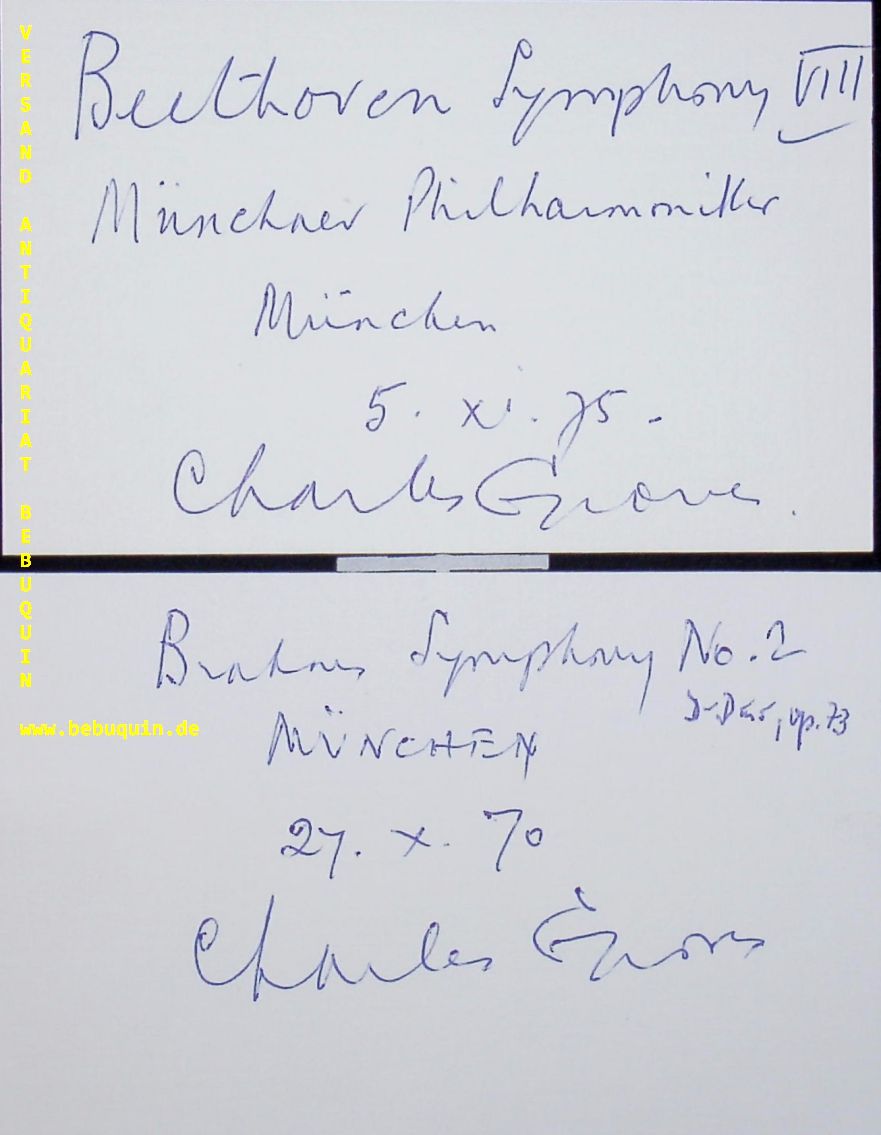 Beethoven Symphony VIII
Münchner Philharmoniker
München
5. xi. 75.
Charles Groves.
Brahms Symphony No. 2
D-Dur, op. 73
MÜNCHEN
27. x. 70
Charles Groves
VERSAND ANTIQUARIAT BEBUQUIN
www.bebuquin.de